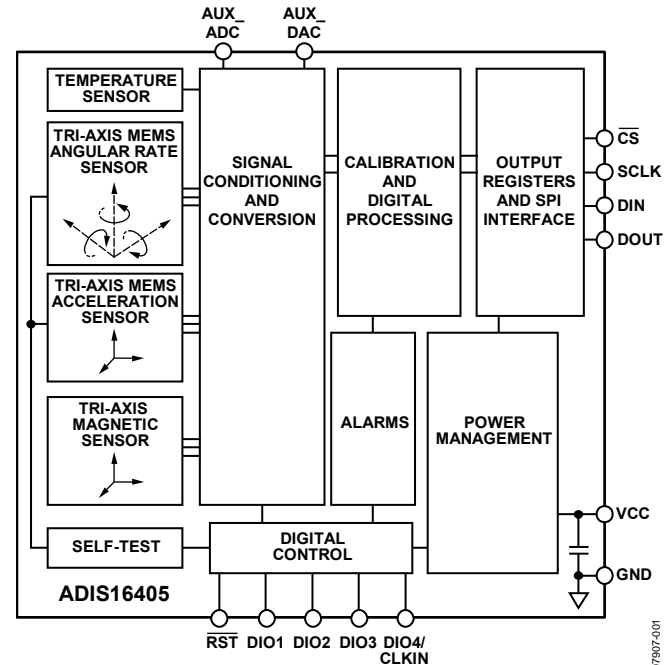 AUX_
ADC
AUX_
DAC
TEMPERATURE
SENSOR
TRI-AXIS MEMS
ANGULAR RATE
SENSOR
TRI-AXIS MEMS
ACCELERATION
SENSOR
TRI-AXIS
MAGNETIC
SENSOR
SELF-TEST
SIGNAL
CONDITIONING
AND
CONVERSION
CALIBRATION
AND
DIGITAL
PROCESSING
OUTPUT
REGISTERS
AND SPI
INTERFACE
CS
SCLK
DIN
DOUT
ALARMS
POWER
MANAGEMENT
DIGITAL
CONTROL
VCC
GND
ADIS16405
RST DIO1 DIO2 DIO3 DIO4/
CLKIN
7907-001